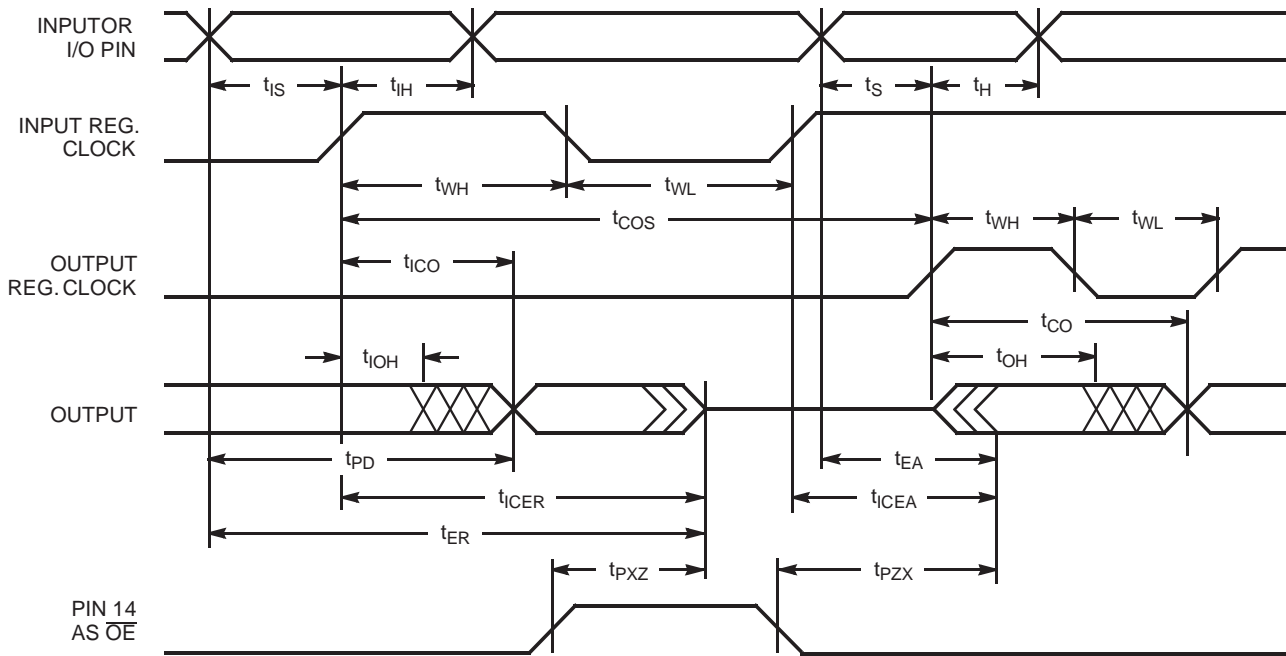 INPUTOR
I/O PIN
tIS
tIH
tS
tH
INPUT REG.
CLOCK
tWH
tWL
tCOS
tWH
tWL
OUTPUT
REG. CLOCK
tICO
tCO
tIOH
tOH
OUTPUT
tPD
tEA
tICER
tICEA
tER
tPXZ
tPZX
PIN 14
AS O̅E̅